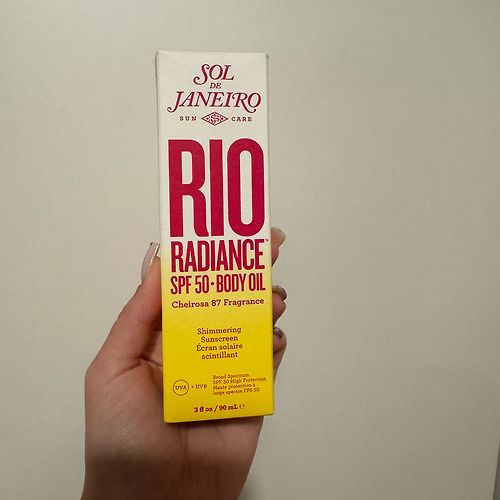 SOL
DE
JANEIRO
SUN CARE
RIO
RADIANCE™
SPF 50 • BODY OIL
Cheirosa 87 Fragrance
Shimmering
Sunscreen
Écran solaire
scintillant
UVA + UVB
Broad Spectrum
SPF 50 High Protection
Haute protection à
large spectre FPS 50
3 fl oz / 90 mL ℮